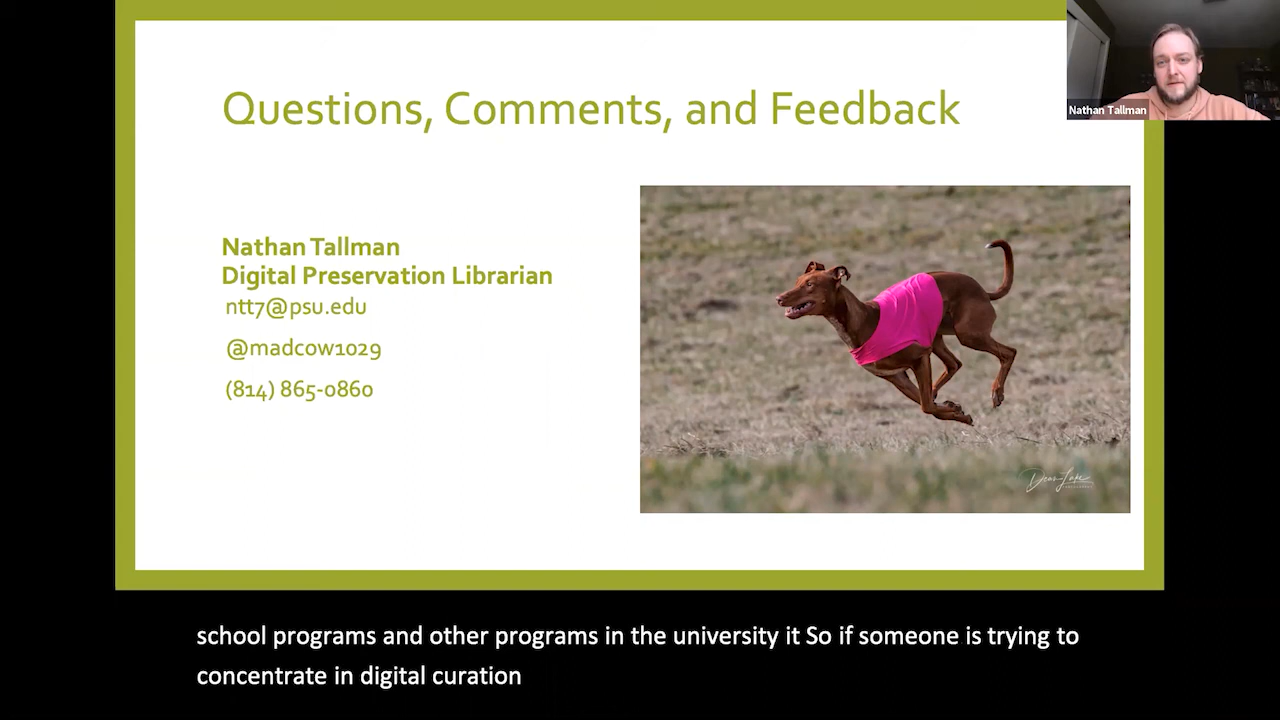 Questions, Comments, and Feedback
Nathan Tallman
Nathan Tallman
Digital Preservation Librarian
ntt7@psu.edu
@madcow1029
(814) 865-0860
school programs and other programs in the university it So if someone is trying to
concentrate in digital curation